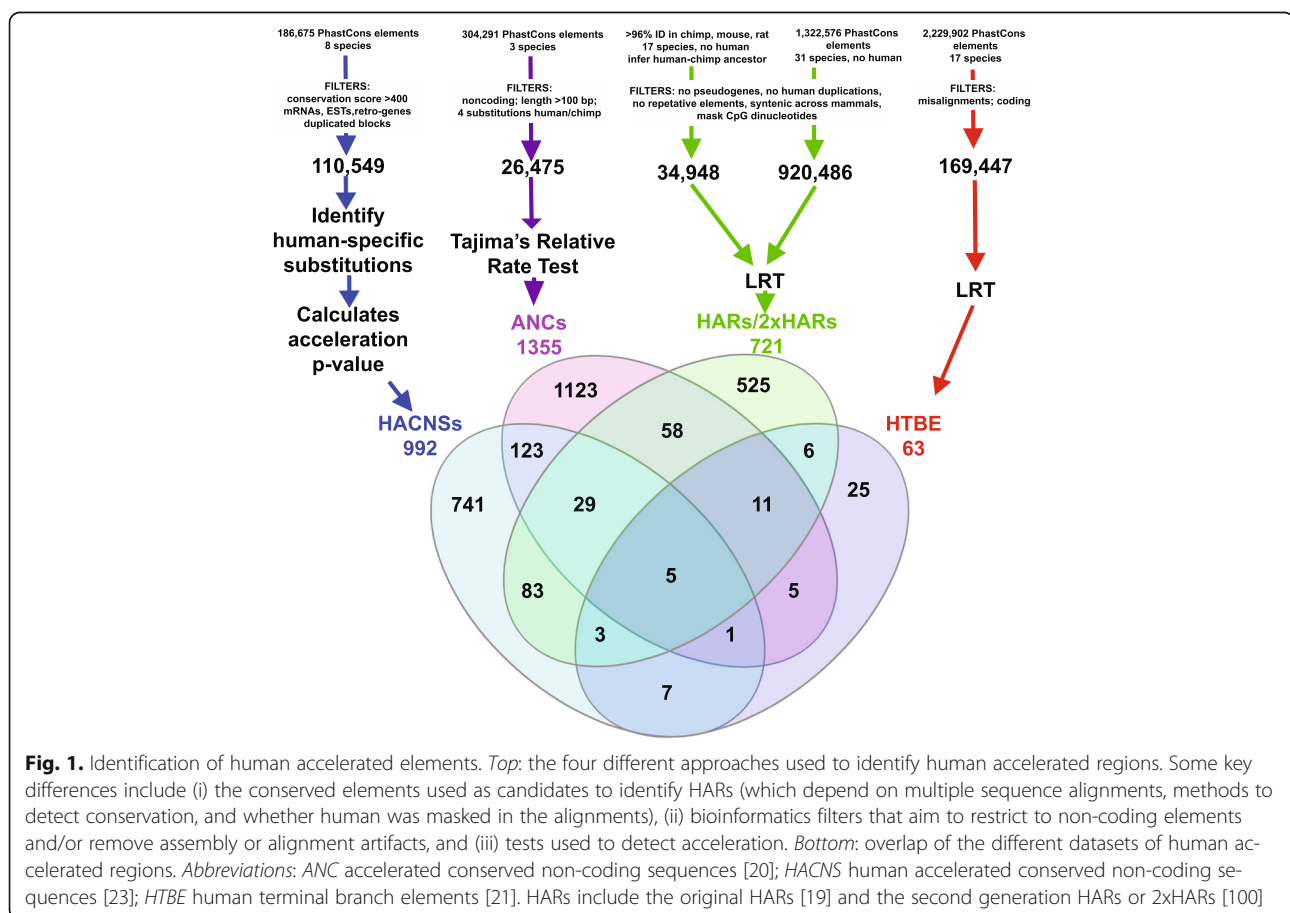 186,675 PhastCons elements
8 species
FILTERS:
conservation score >400
mRNAs, ESTs,retro-genes
duplicated blocks
110,549
Identify
human-specific
substitutions
Calculates
acceleration
p-value
HACNSs
992
304,291 PhastCons elements
3 species
FILTERS:
noncoding; length >100 bp;
4 substitutions human/chimp
26,475
Tajima's Relative
Rate Test
ANCs
1355
>96% ID in chimp, mouse, rat
17 species, no human
infer human-chimp ancestor
1,322,576 PhastCons
elements
31 species, no human
FILTERS: no pseudogenes, no human duplications,
no repetative elements, syntenic across mammals,
mask CpG dinucleotides
34,948
920,486
LRT
HARs/2xHARs
721
2,229,902 PhastCons
elements
17 species
FILTERS:
misalignments; coding
169,447
LRT
HTBE
63
1123
525
58
123
6
741
29
11
25
83
5
5
3
1
7
Fig. 1. Identification of human accelerated elements. Top: the four different approaches used to identify human accelerated regions. Some key
differences include (i) the conserved elements used as candidates to identify HARs (which depend on multiple sequence alignments, methods to
detect conservation, and whether human was masked in the alignments), (ii) bioinformatics filters that aim to restrict to non-coding elements
and/or remove assembly or alignment artifacts, and (iii) tests used to detect acceleration. Bottom: overlap of the different datasets of human ac-
celerated regions. Abbreviations: ANC accelerated conserved non-coding sequences [20]; HACNS human accelerated conserved non-coding se-
quences [23]; HTBE human terminal branch elements [21]. HARs include the original HARs [19] and the second generation HARs or 2xHARs [100]